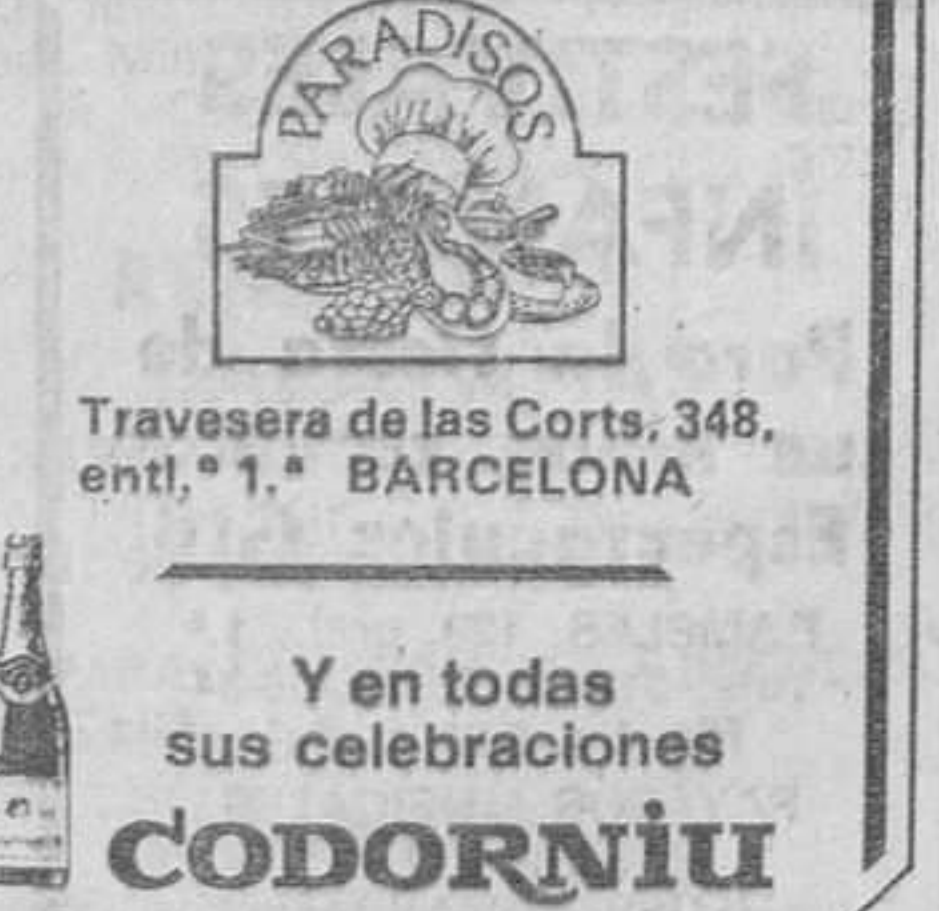 PARADISOS
Travesera de las Corts, 348,
entl.º 1.ª BARCELONA
Y en todas
sus celebraciones
CODORNIU